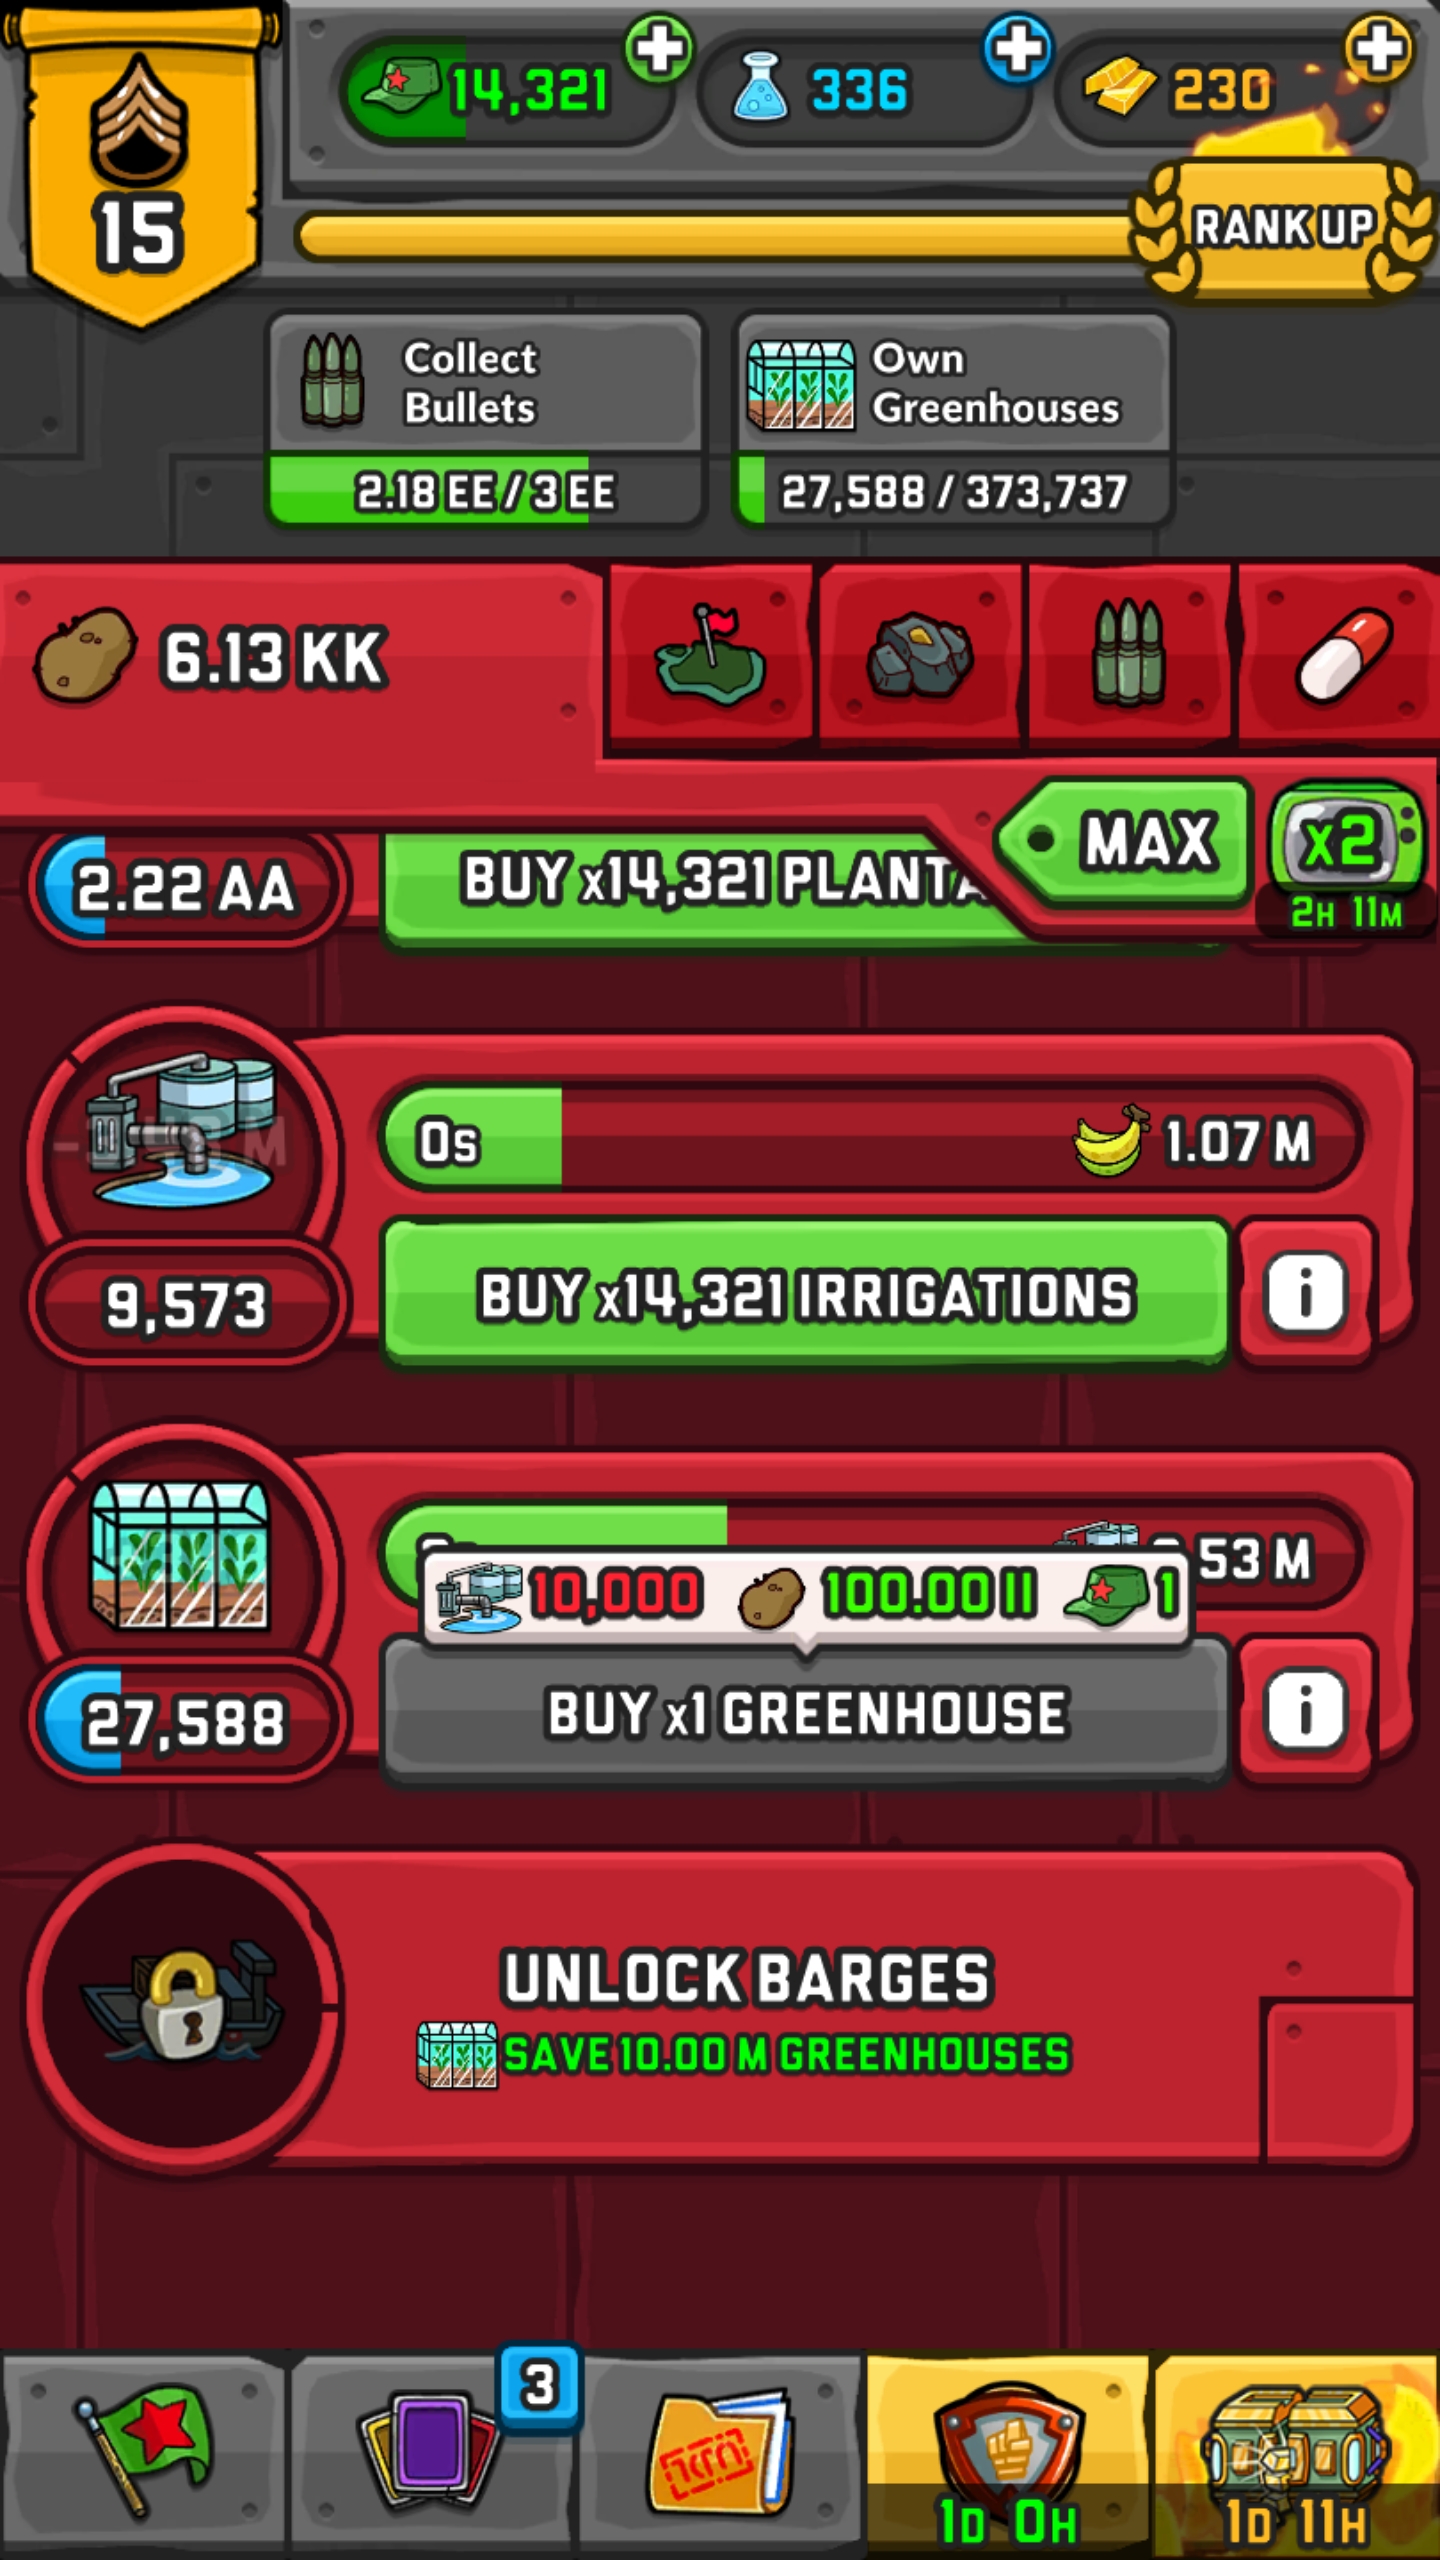 15
14,321
336
230
RANK UP
Collect
Bullets
2.18 EE / 3 EE
Own
Greenhouses
27,588 / 373,737
6.13 KK
MAX
x2
2H 11M
2.22 AA
BUY x14,321
0s
1.07 M
9,573
BUY x14,321 IRRIGATIONS
53 M
10,000
100.00 II
1
27,588
BUY x1 GREENHOUSE
UNLOCK BARGES
SAVE 10.00 M GREENHOUSES
3
1D 0H
1D 11H